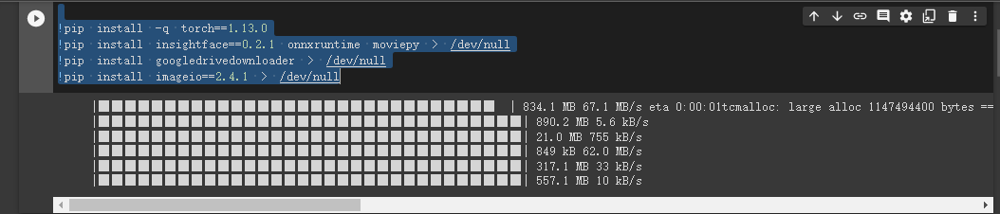 !pip install -q torch==1.13.0
!pip install insightface==0.2.1 onnxruntime moviepy > /dev/null
!pip install googledrivedownloader > /dev/null
!pip install imageio==2.4.1 > /dev/null
834.1 MB 67.1 MB/s eta 0:00:01tcmalloc: large alloc 1147494400 bytes ==
890.2 MB 5.6 kB/s
21.0 MB 755 kB/s
849 kB 62.0 MB/s
317.1 MB 33 kB/s
557.1 MB 10 kB/s